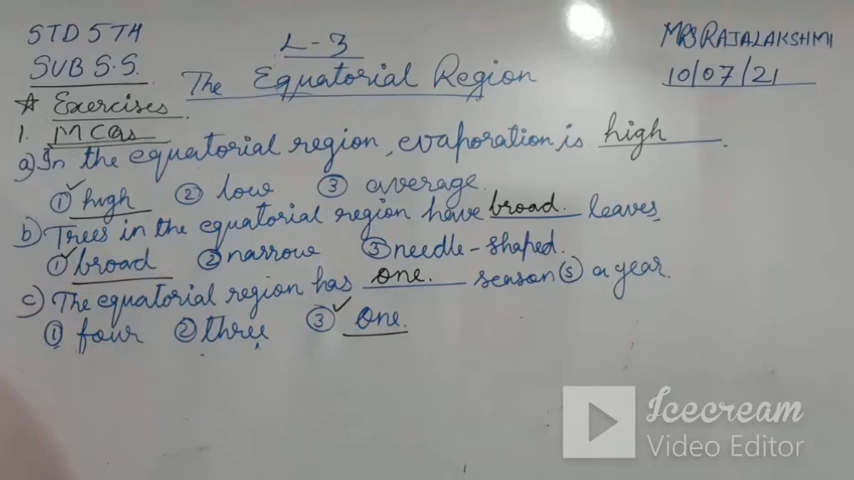 STD 5TH
L-3
MRS RAJALAKSHMI
SUB S.S.
The Equatorial Region
10/07/21
☆ Exercises
1. MCQs
a) In the equatorial region, evaporation is high.
① ✓ high ② low ③ average
b) Trees in the equatorial region have broad. leaves
① ✓ broad ② narrow ③ needle-shaped.
c) The equatorial region has one. season(s) a year.
① four ② three ③ ✓ One.
Icecream
Video Editor